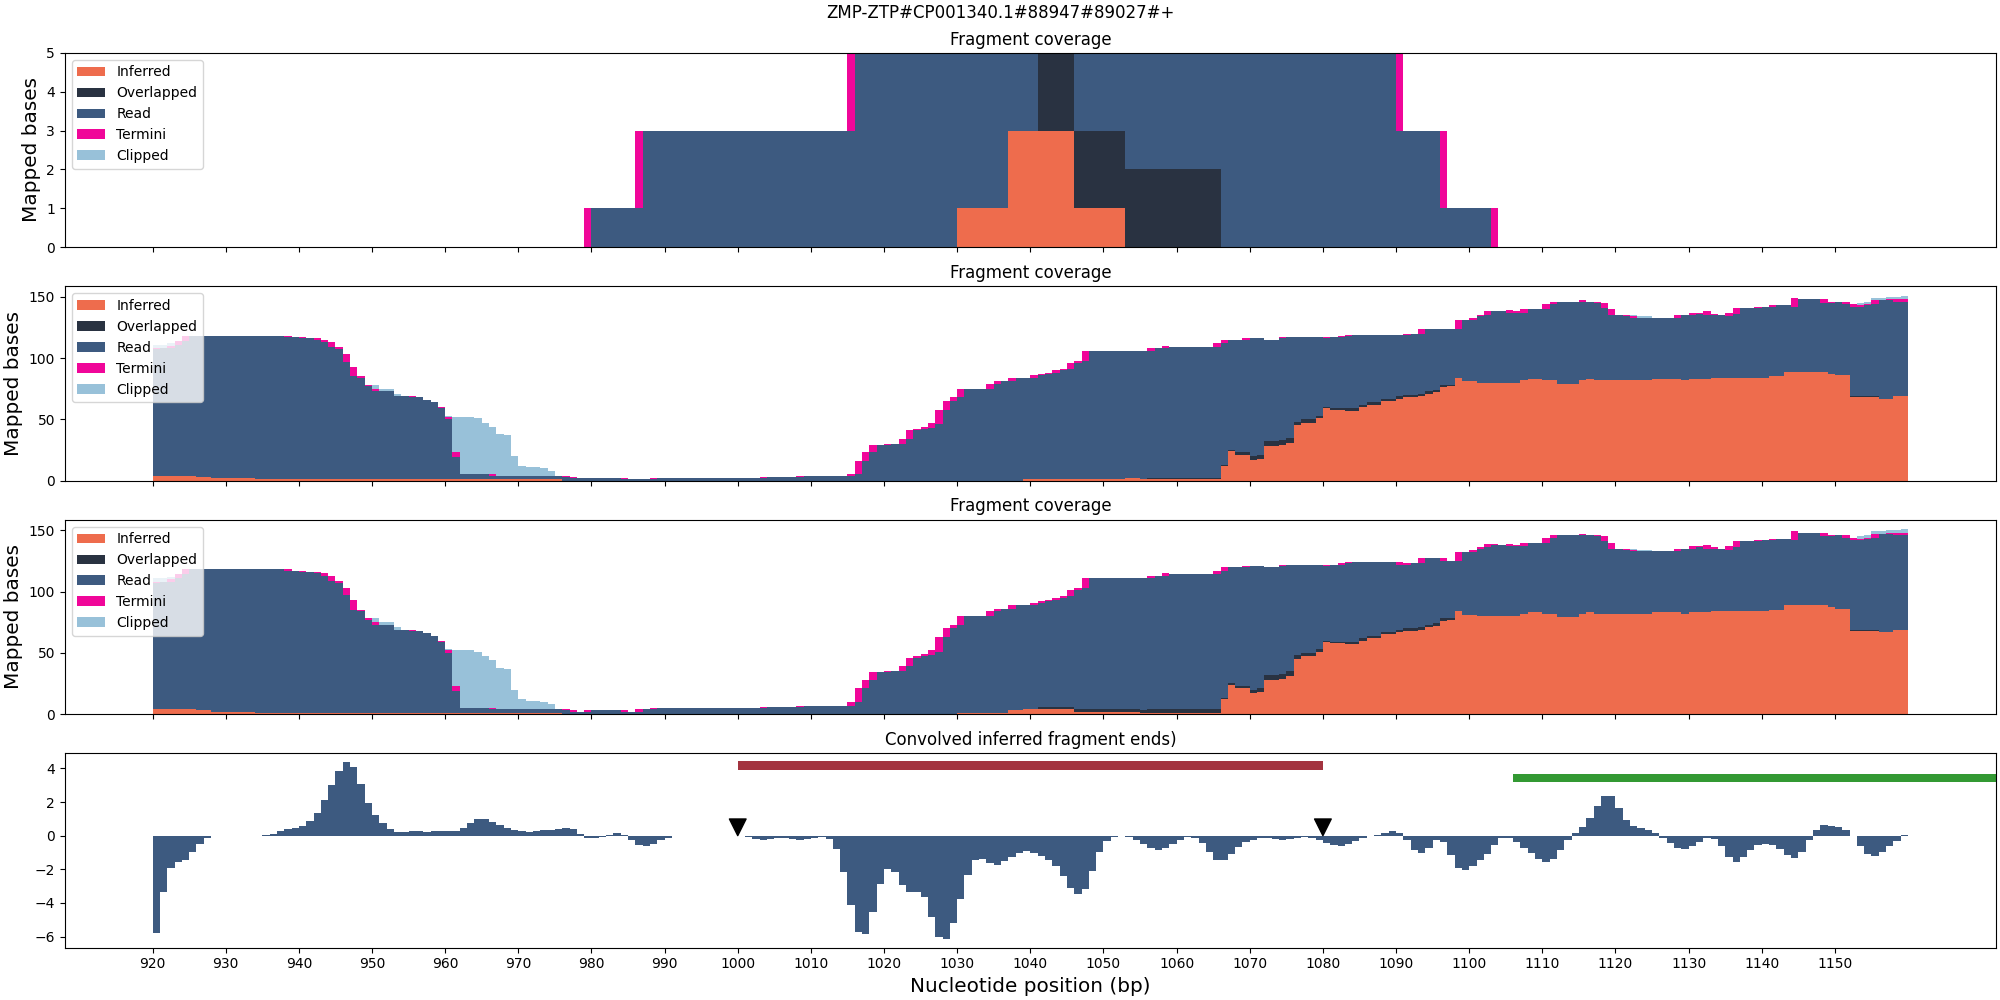 ZMP-ZTP#CP001340.1#88947#89027#+
Fragment coverage
Mapped bases
5
4
3
2
1
0
Inferred
Overlapped
Read
Termini
Clipped
Fragment coverage
Mapped bases
150
100
50
0
Inferred
Overlapped
Read
Termini
Clipped
Fragment coverage
Mapped bases
150
100
50
0
Inferred
Overlapped
Read
Termini
Clipped
Convolved inferred fragment ends)
4
2
0
−2
−4
−6
920 930 940 950 960 970 980 990 1000 1010 1020 1030 1040 1050 1060 1070 1080 1090 1100 1110 1120 1130 1140 1150
Nucleotide position (bp)